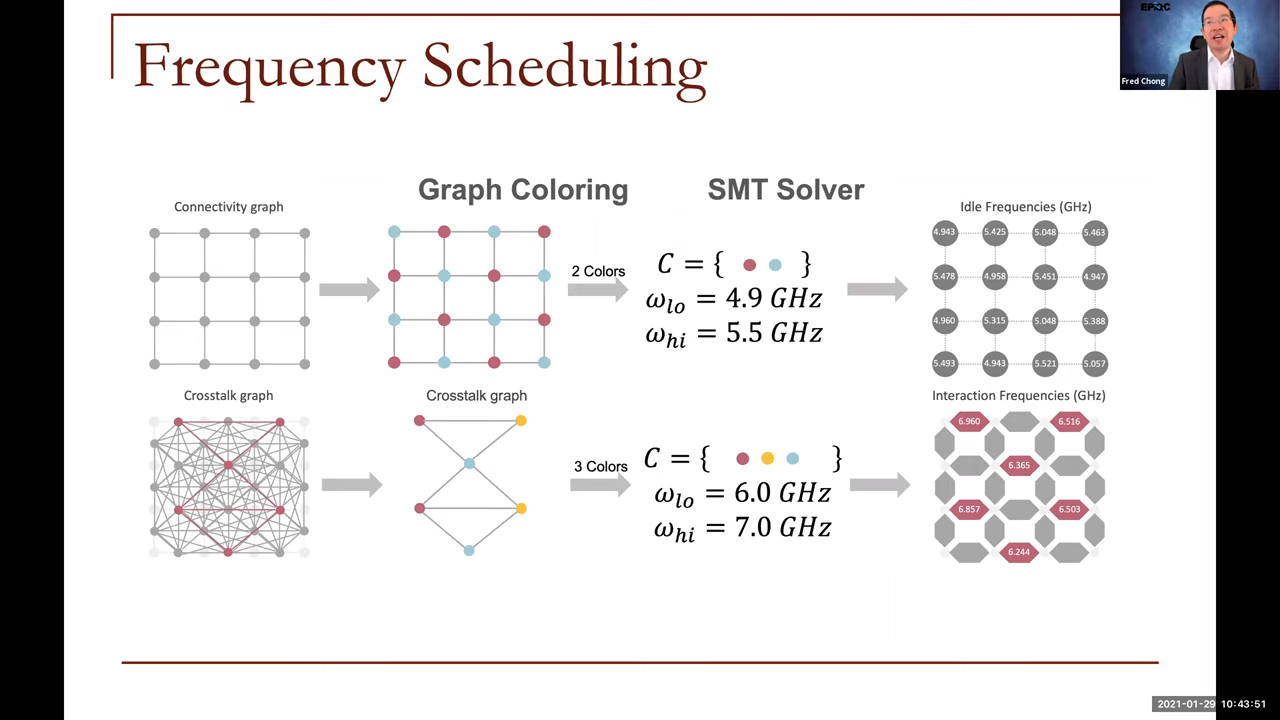 EPiQC
Fred Chong
Frequency Scheduling
Graph Coloring
SMT Solver
Connectivity graph
Idle Frequencies (GHz)
2 Colors
C = { }
ω_lo = 4.9 GHz
ω_hi = 5.5 GHz
4.943 5.425 5.048 5.463
5.478 4.958 5.451 4.947
4.960 5.315 5.048 5.388
5.493 4.943 5.521 5.057
Crosstalk graph
Crosstalk graph
Interaction Frequencies (GHz)
3 Colors
C = { }
ω_lo = 6.0 GHz
ω_hi = 7.0 GHz
6.960 6.516
6.365
6.857 6.503
6.244
2021-01-29 10:43:51